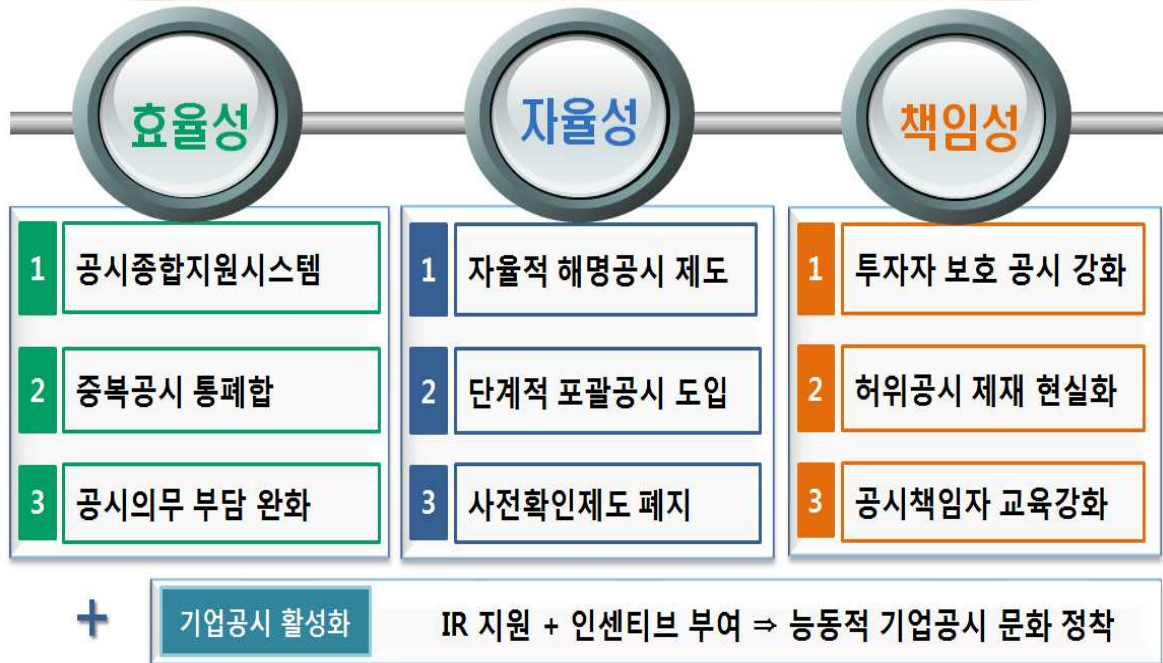 효율성
1 공시종합지원시스템
2 중복공시 통폐합
3 공시의무 부담 완화
자율성
1 자율적 해명공시 제도
2 단계적 포괄공시 도입
3 사전확인제도 폐지
책임성
1 투자자 보호 공시 강화
2 허위공시 제재 현실화
3 공시책임자 교육강화
+ 기업공시 활성화 IR 지원 + 인센티브 부여 ⇒ 능동적 기업공시 문화 정착